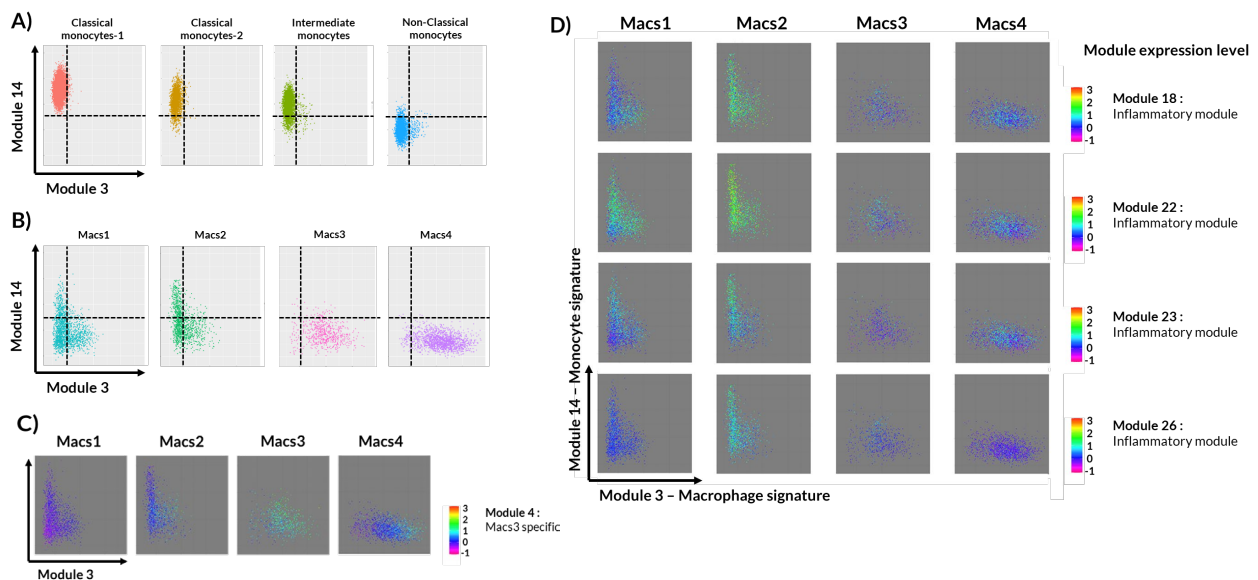 A)
Classical
monocytes-1
Classical
monocytes-2
Intermediate
monocytes
Non-Classical
monocytes
Module 14
Module 3
B)
Macs1
Macs2
Macs3
Macs4
Module 14
Module 3
C)
Macs1
Macs2
Macs3
Macs4
3
2
1
0
-1
Module 4 :
Macs3 specific
Module 3
D)
Macs1
Macs2
Macs3
Macs4
Module expression level
3
2
1
0
-1
Module 18 :
Inflammatory module
3
2
1
0
-1
Module 22 :
Inflammatory module
3
2
1
0
-1
Module 23 :
Inflammatory module
3
2
1
0
-1
Module 26 :
Inflammatory module
Module 14 – Monocyte signature
Module 3 – Macrophage signature